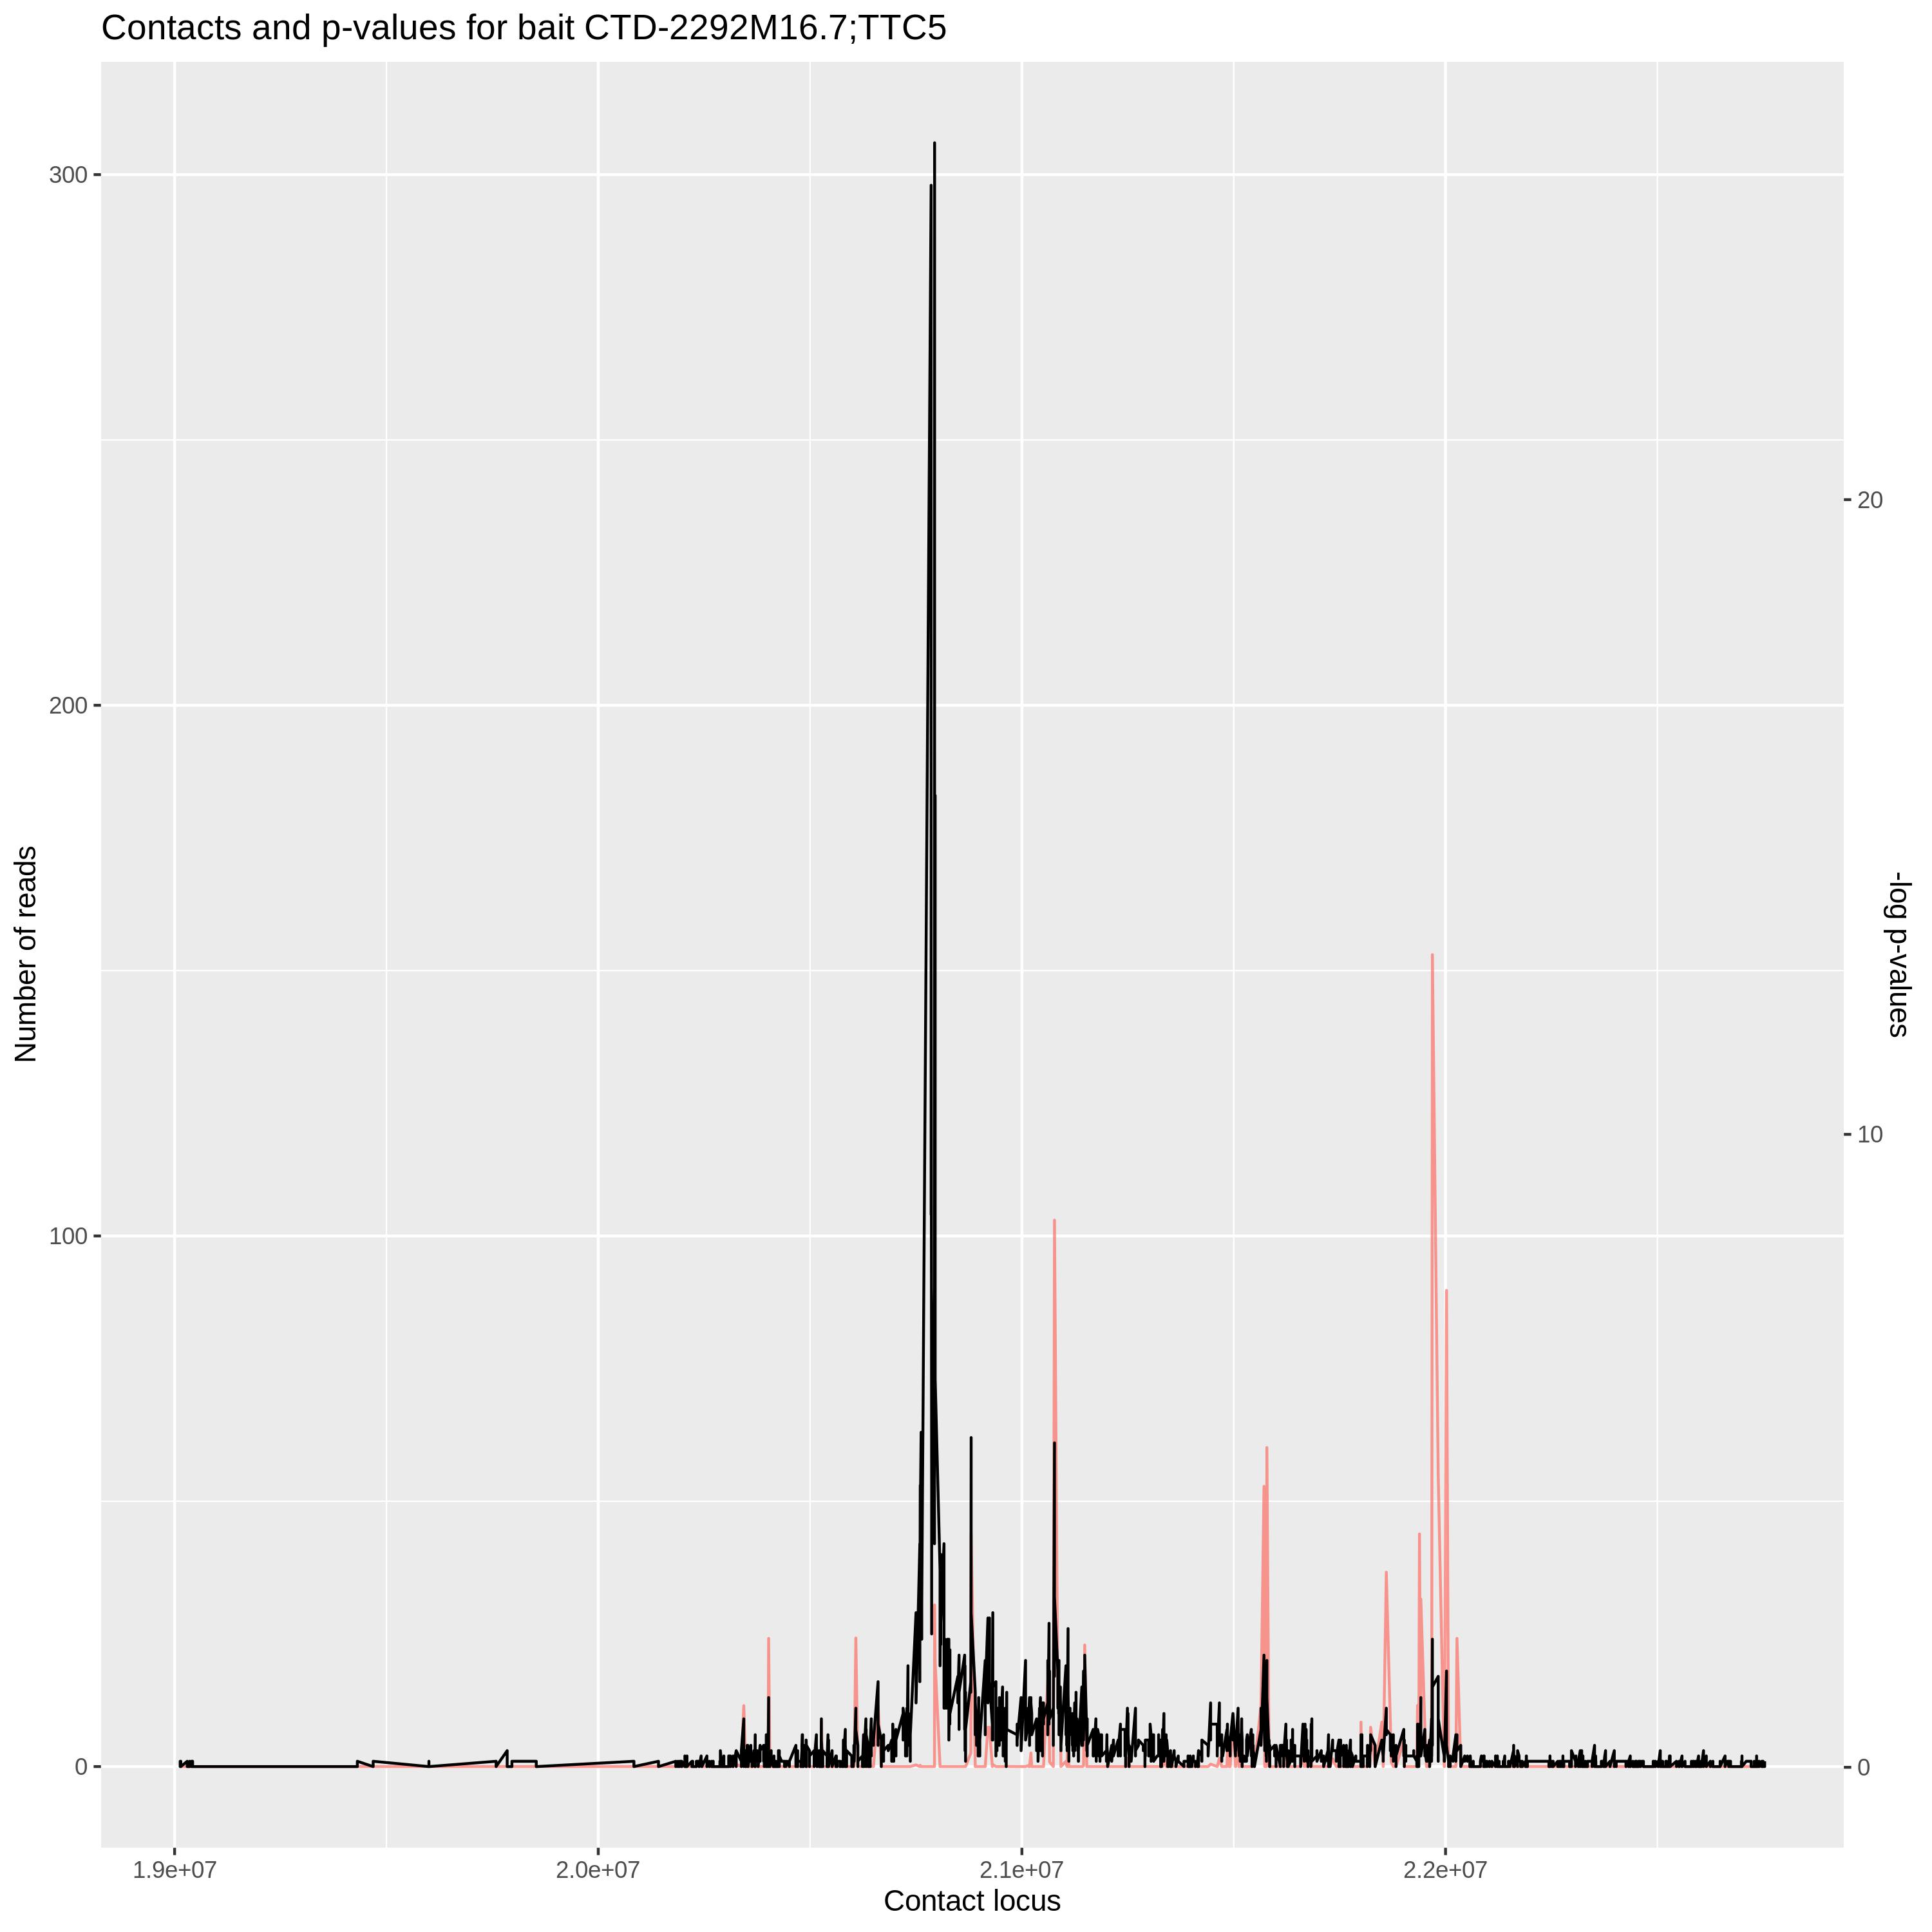 Contacts and p-values for bait CTD-2292M16.7;TTC5
300
200
100
0
Number of reads
20
10
0
-log p-values
1.9e+07
2.0e+07
2.1e+07
2.2e+07
Contact locus